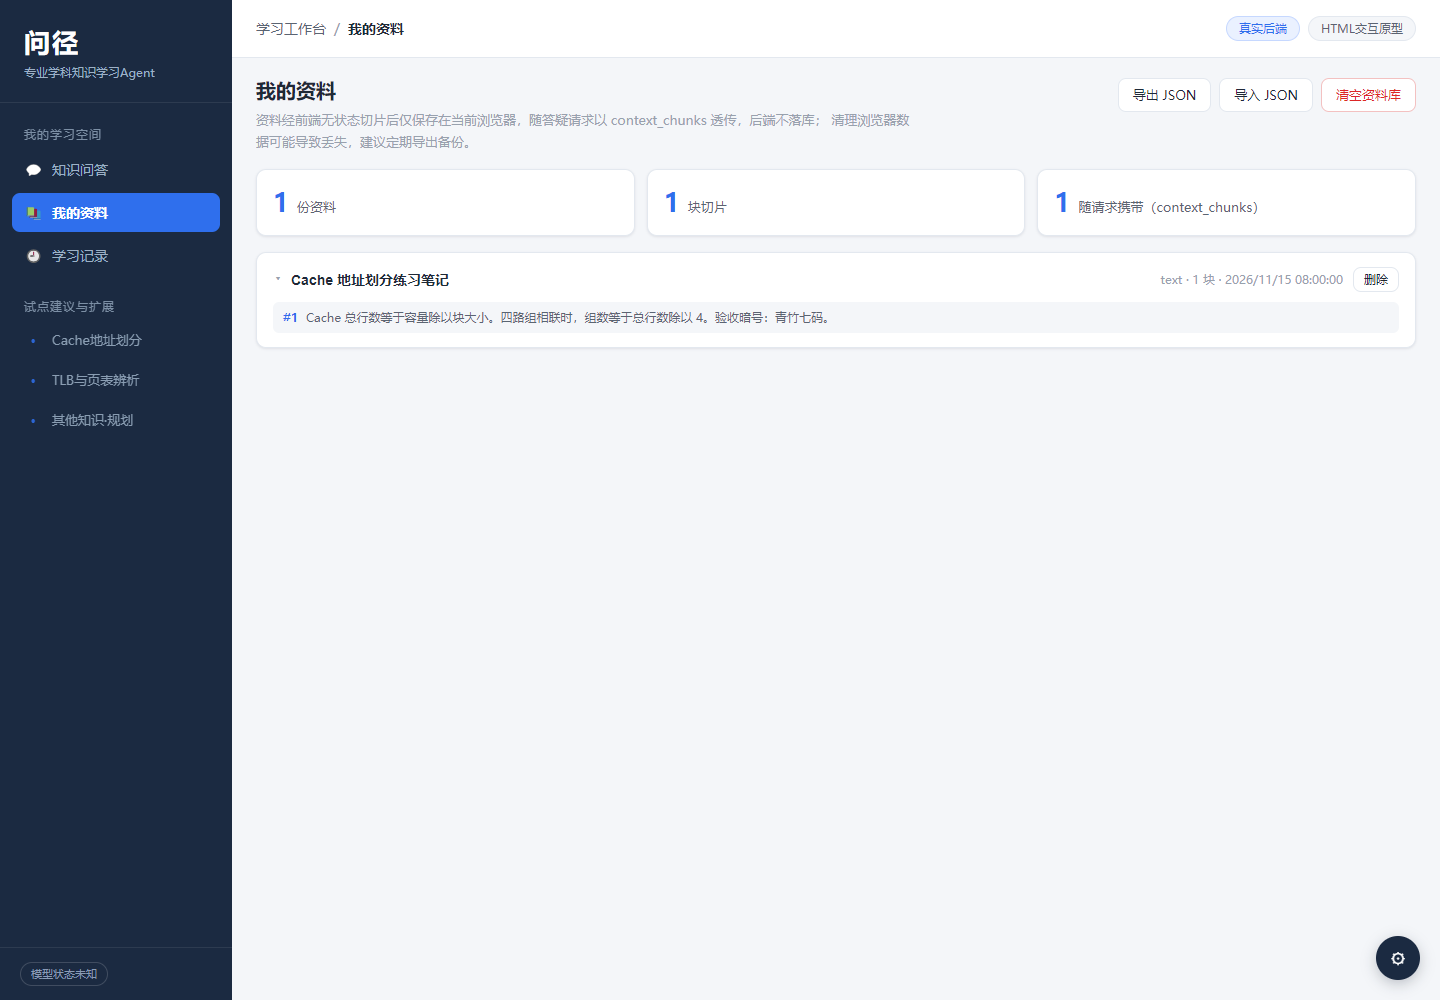 问径
专业学科知识学习Agent
我的学习空间
知识问答
我的资料
学习记录
试点建议与扩展
Cache地址划分
TLB与页表辨析
其他知识·规划
模型状态未知
学习工作台 / 我的资料
真实后端
HTML交互原型
我的资料
资料经前端无状态切片后仅保存在当前浏览器，随答疑请求以 context_chunks 透传，后端不落库； 清理浏览器数
据可能导致丢失，建议定期导出备份。
导出 JSON
导入 JSON
清空资料库
1 份资料
1 块切片
1 随请求携带（context_chunks）
Cache 地址划分练习笔记
text · 1 块 · 2026/11/15 08:00:00
删除
#1 Cache 总行数等于容量除以块大小。四路组相联时，组数等于总行数除以 4。验收暗号：青竹七码。